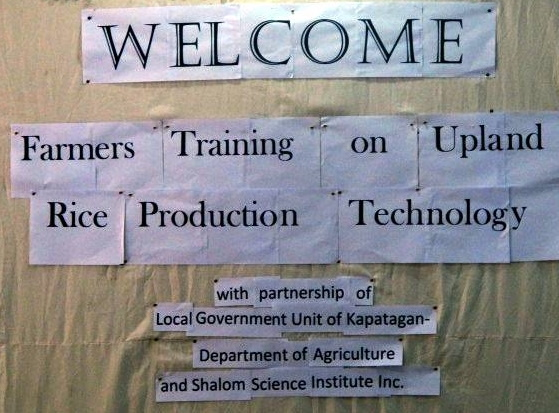 WELCOME
Farmers Training on Upland
Rice Production Technology
with partnership of
Local Government Unit of Kapatagan-
Department of Agriculture
and Shalom Science Institute Inc.